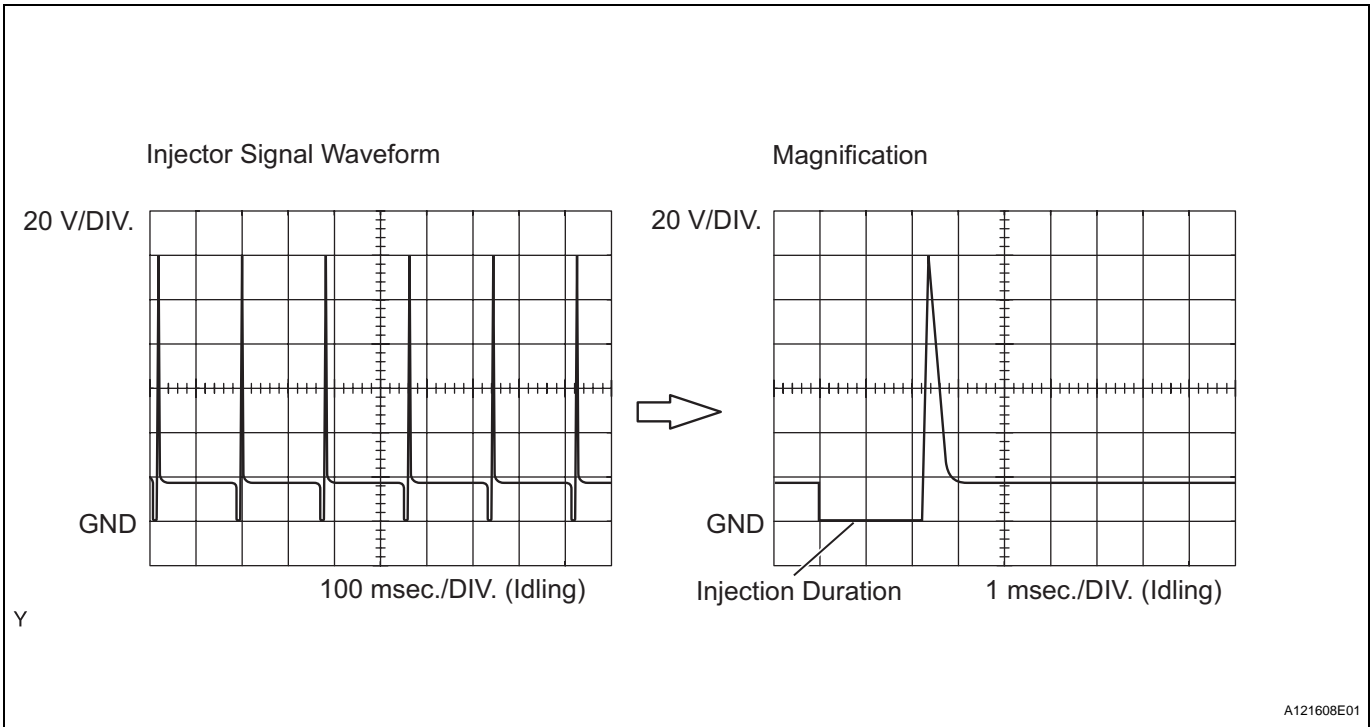 Injector Signal Waveform
Magnification
20 V/DIV.
20 V/DIV.
GND
GND
100 msec./DIV. (Idling)
Injection Duration
1 msec./DIV. (Idling)
Y
A121608E01